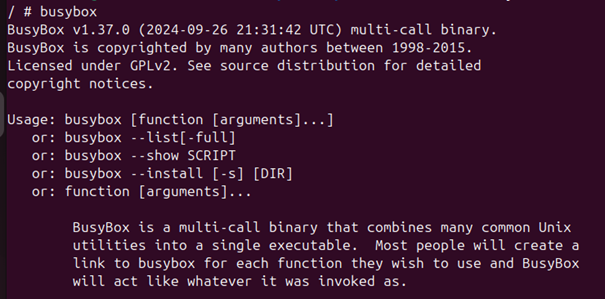 / # busybox
BusyBox v1.37.0 (2024-09-26 21:31:42 UTC) multi-call binary.
BusyBox is copyrighted by many authors between 1998-2015.
Licensed under GPLv2. See source distribution for detailed
copyright notices.

Usage: busybox [function [arguments]...]
   or: busybox --list[-full]
   or: busybox --show SCRIPT
   or: busybox --install [-s] [DIR]
   or: function [arguments]...

        BusyBox is a multi-call binary that combines many common Unix
        utilities into a single executable.  Most people will create a
        link to busybox for each function they wish to use and BusyBox
        will act like whatever it was invoked as.